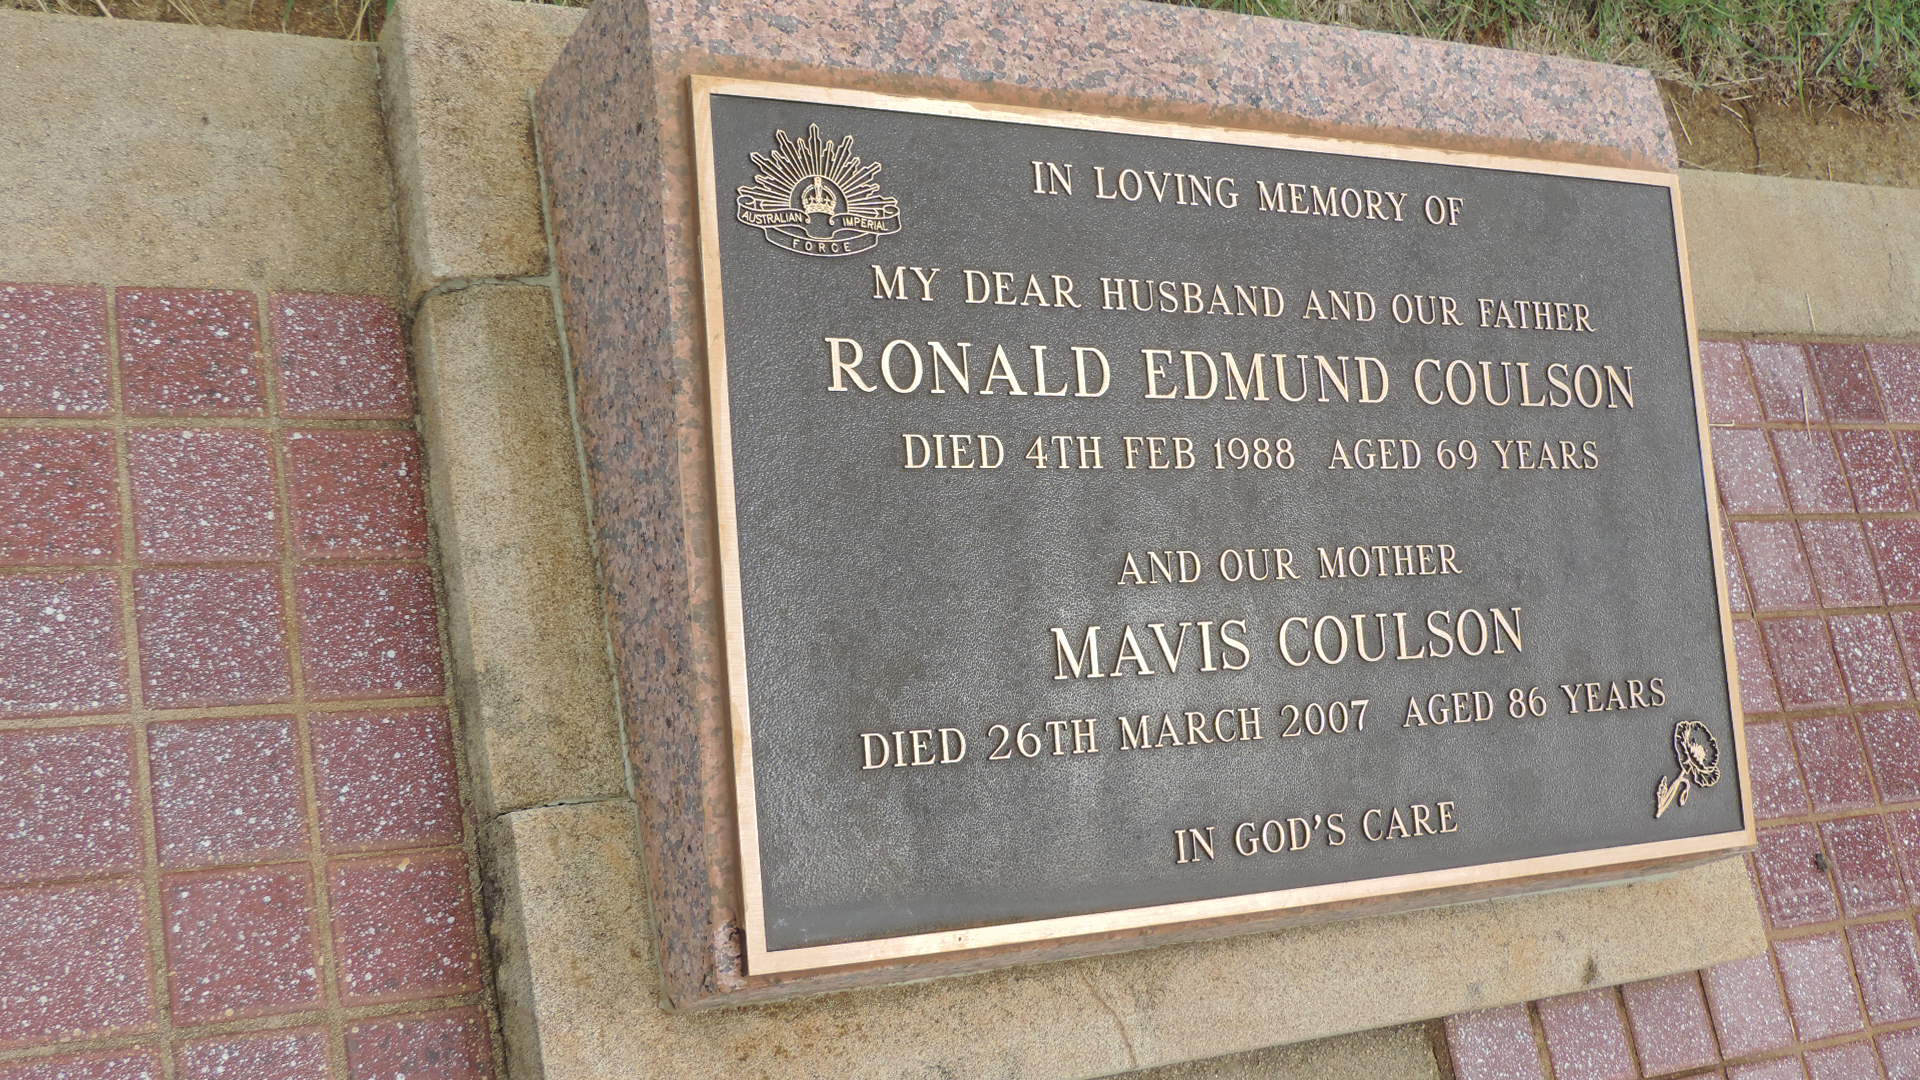 AUSTRALIAN IMPERIAL
FORCE
IN LOVING MEMORY OF
MY DEAR HUSBAND AND OUR FATHER
RONALD EDMUND COULSON
DIED 4TH FEB 1988 AGED 69 YEARS
AND OUR MOTHER
MAVIS COULSON
DIED 26TH MARCH 2007 AGED 86 YEARS
IN GOD'S CARE